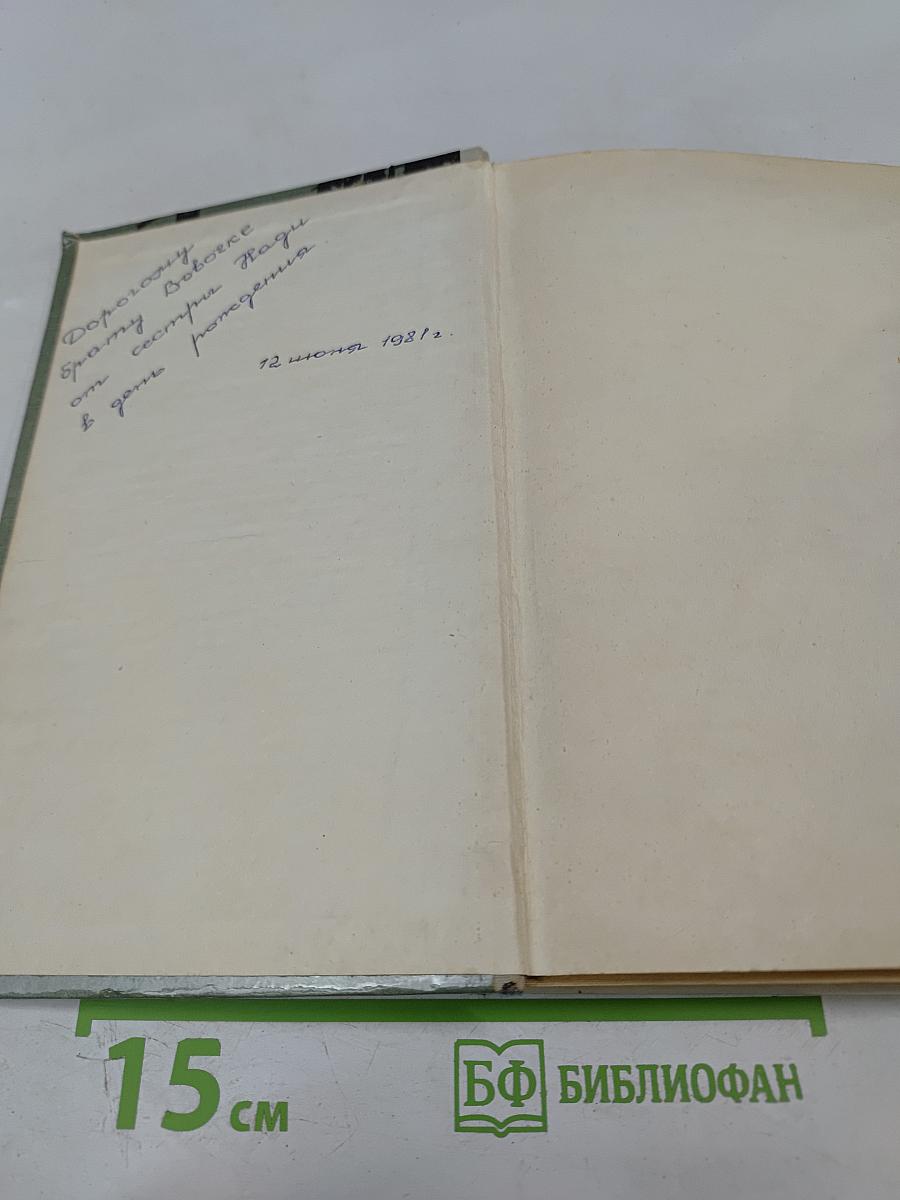 Дорогому
брату Вовочке
от сестры Нади
в день рождения.
12 июня 1981 г.
15 см
БФ БИБЛИОФАН